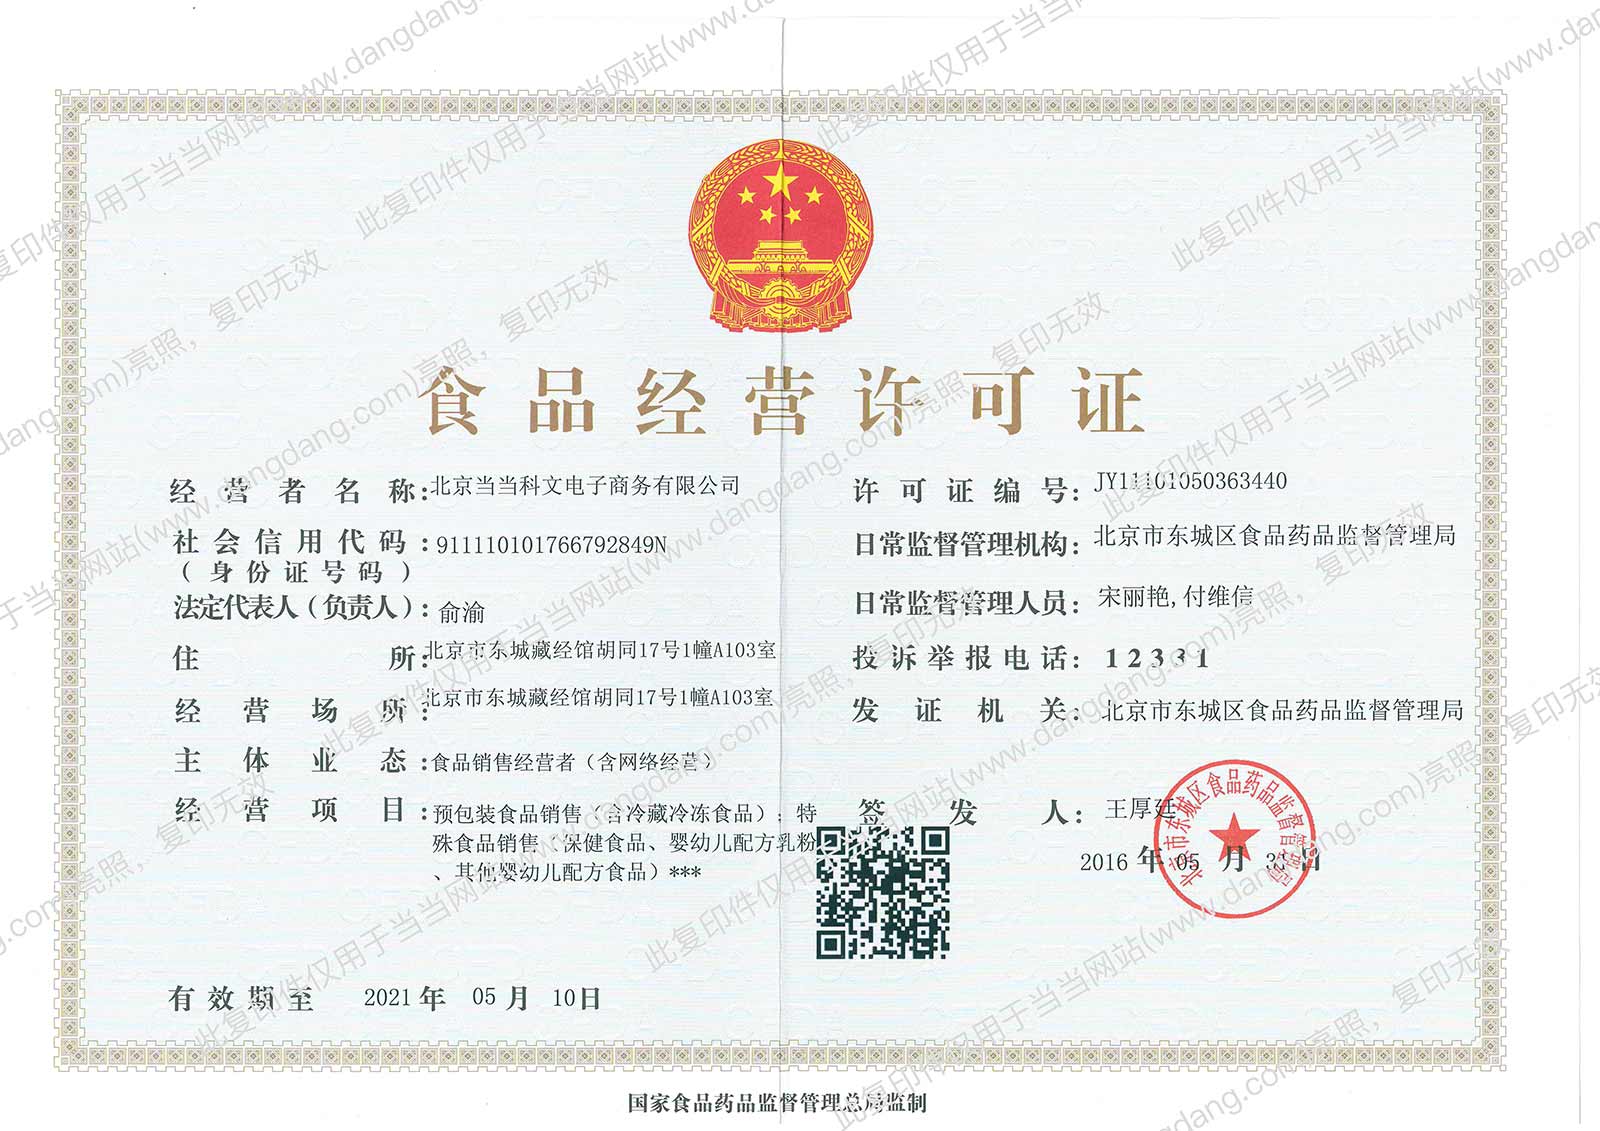 食品经营许可证
经营者名称:北京当当科文电子商务有限公司
社会信用代码:911110101766792849N
(身份证号码)
法定代表人(负责人):俞渝
住所:北京市东城藏经馆胡同17号1幢A103室
经营场所:北京市东城藏经馆胡同17号1幢A103室
主体业态:食品销售经营者(含网络经营)
经营项目:预包装食品销售(含冷藏冷冻食品);特
殊食品销售(保健食品、婴幼儿配方乳粉
、其他婴幼儿配方食品)***
有效期至 2021年 05月 10日
许可证编号:JY11101050363440
日常监督管理机构:北京市东城区食品药品监督管理局
日常监督管理人员:宋丽艳,付维信
投诉举报电话:12331
发证机关:北京市东城区食品药品监督管理局
签发人:王厚廷
2016年05月 日
北京市东城区食品药品监督管理局
国家食品药品监督管理总局监制
此复印件仅用于当当网站(www.dangdang.com)亮照,复印无效